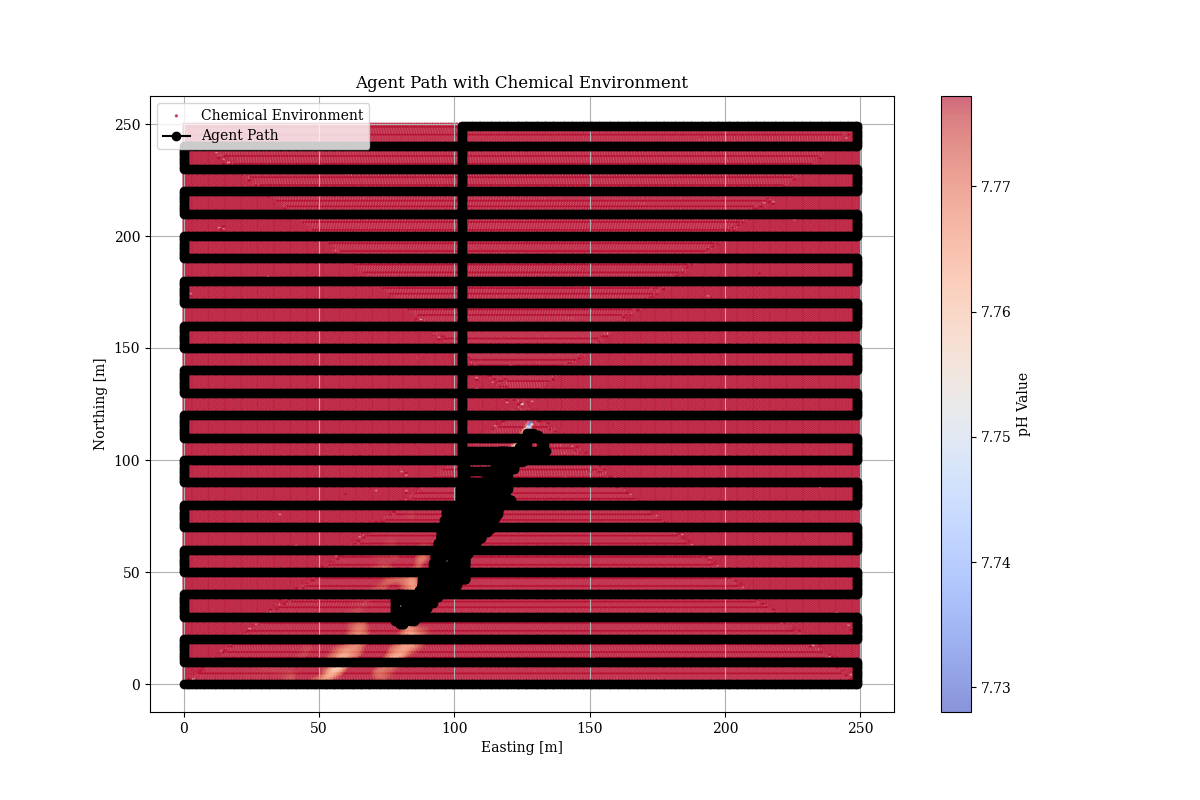 Agent Path with Chemical Environment
Chemical Environment
Agent Path
250
200
150
100
50
0
Northing [m]
0 50 100 150 200 250
Easting [m]
7.77
7.76
7.75
7.74
7.73
pH Value